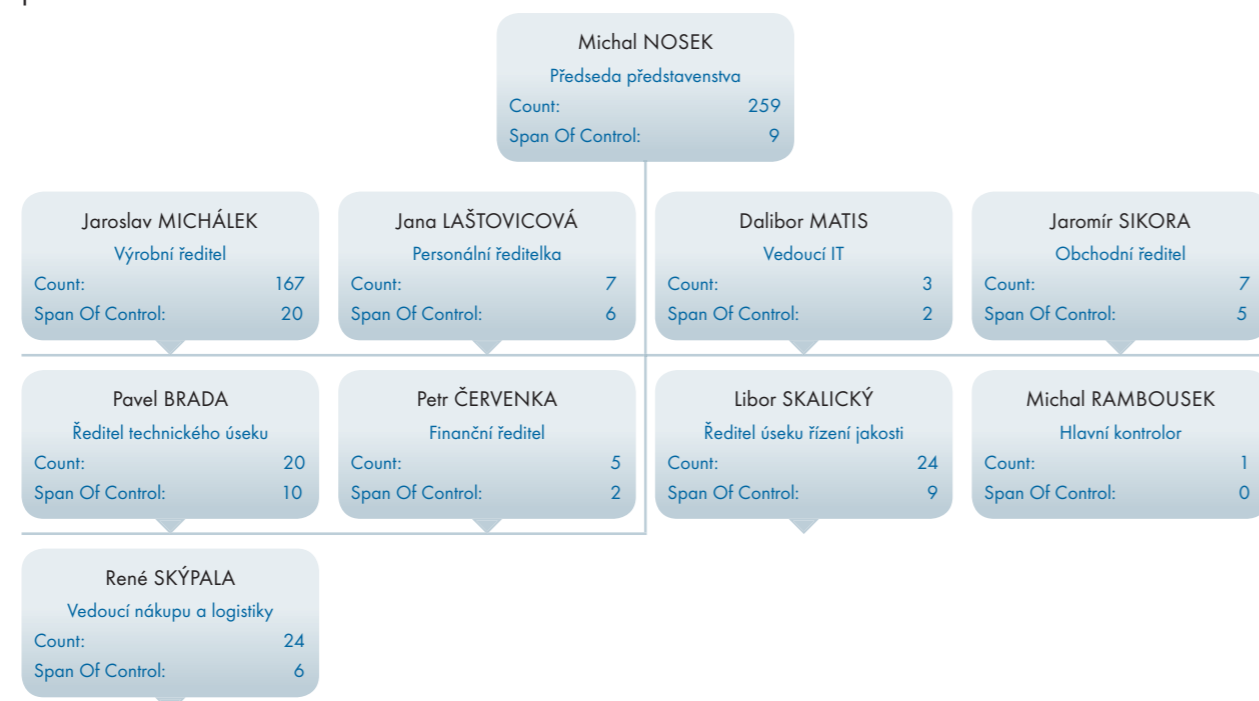 Michal NOSEK
Předseda představenstva
Count: 259
Span Of Control: 9
Jaroslav MICHÁLEK
Výrobní ředitel
Count: 167
Span Of Control: 20
Jana LAŠTOVICOVÁ
Personální ředitelka
Count: 7
Span Of Control: 6
Dalibor MATIS
Vedoucí IT
Count: 3
Span Of Control: 2
Jaromír SIKORA
Obchodní ředitel
Count: 7
Span Of Control: 5
Pavel BRADA
Ředitel technického úseku
Count: 20
Span Of Control: 10
Petr ČERVENKA
Finanční ředitel
Count: 5
Span Of Control: 2
Libor SKALICKÝ
Ředitel úseku řízení jakosti
Count: 24
Span Of Control: 9
Michal RAMBOUSEK
Hlavní kontrolor
Count: 1
Span Of Control: 0
René SKÝPALA
Vedoucí nákupu a logistiky
Count: 24
Span Of Control: 6